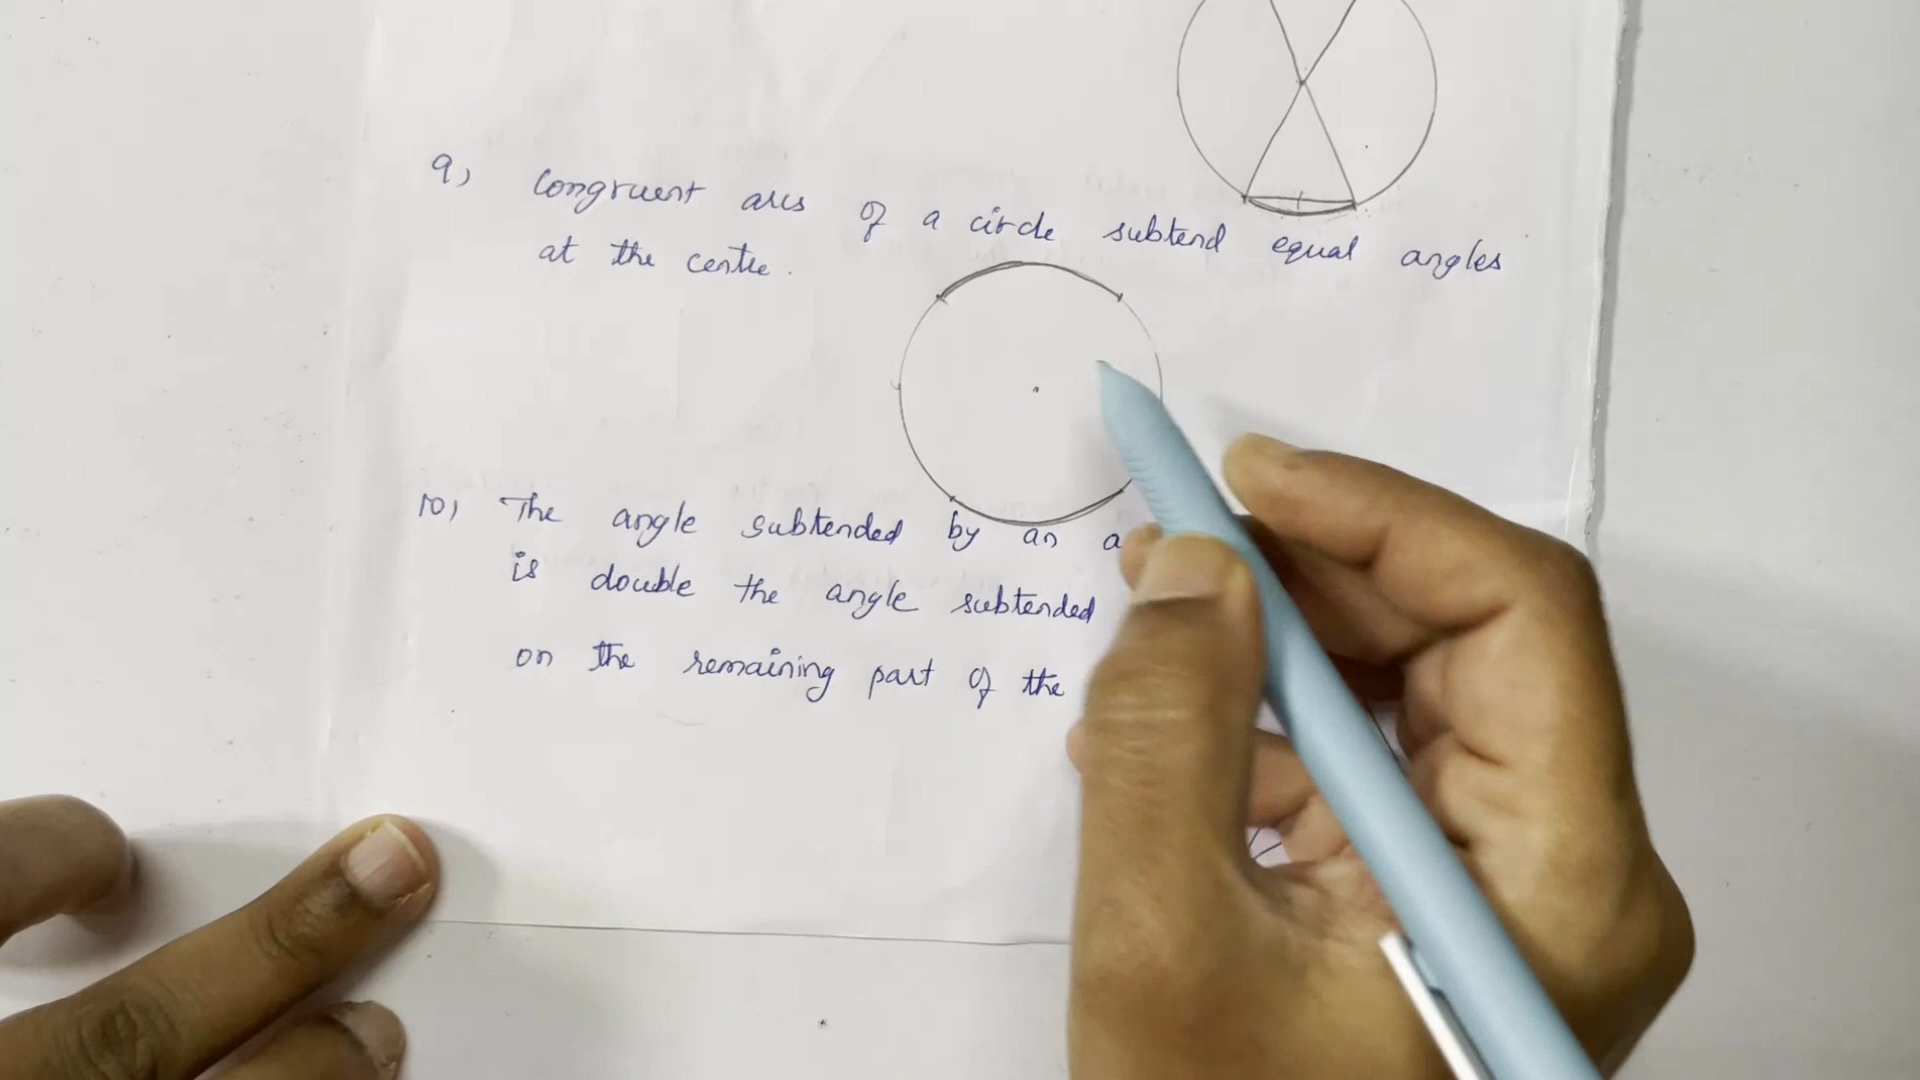 9) Congruent arcs of a circle subtend equal angles
at the centre.
10) The angle subtended by an a
is double the angle subtended
on the remaining part of the